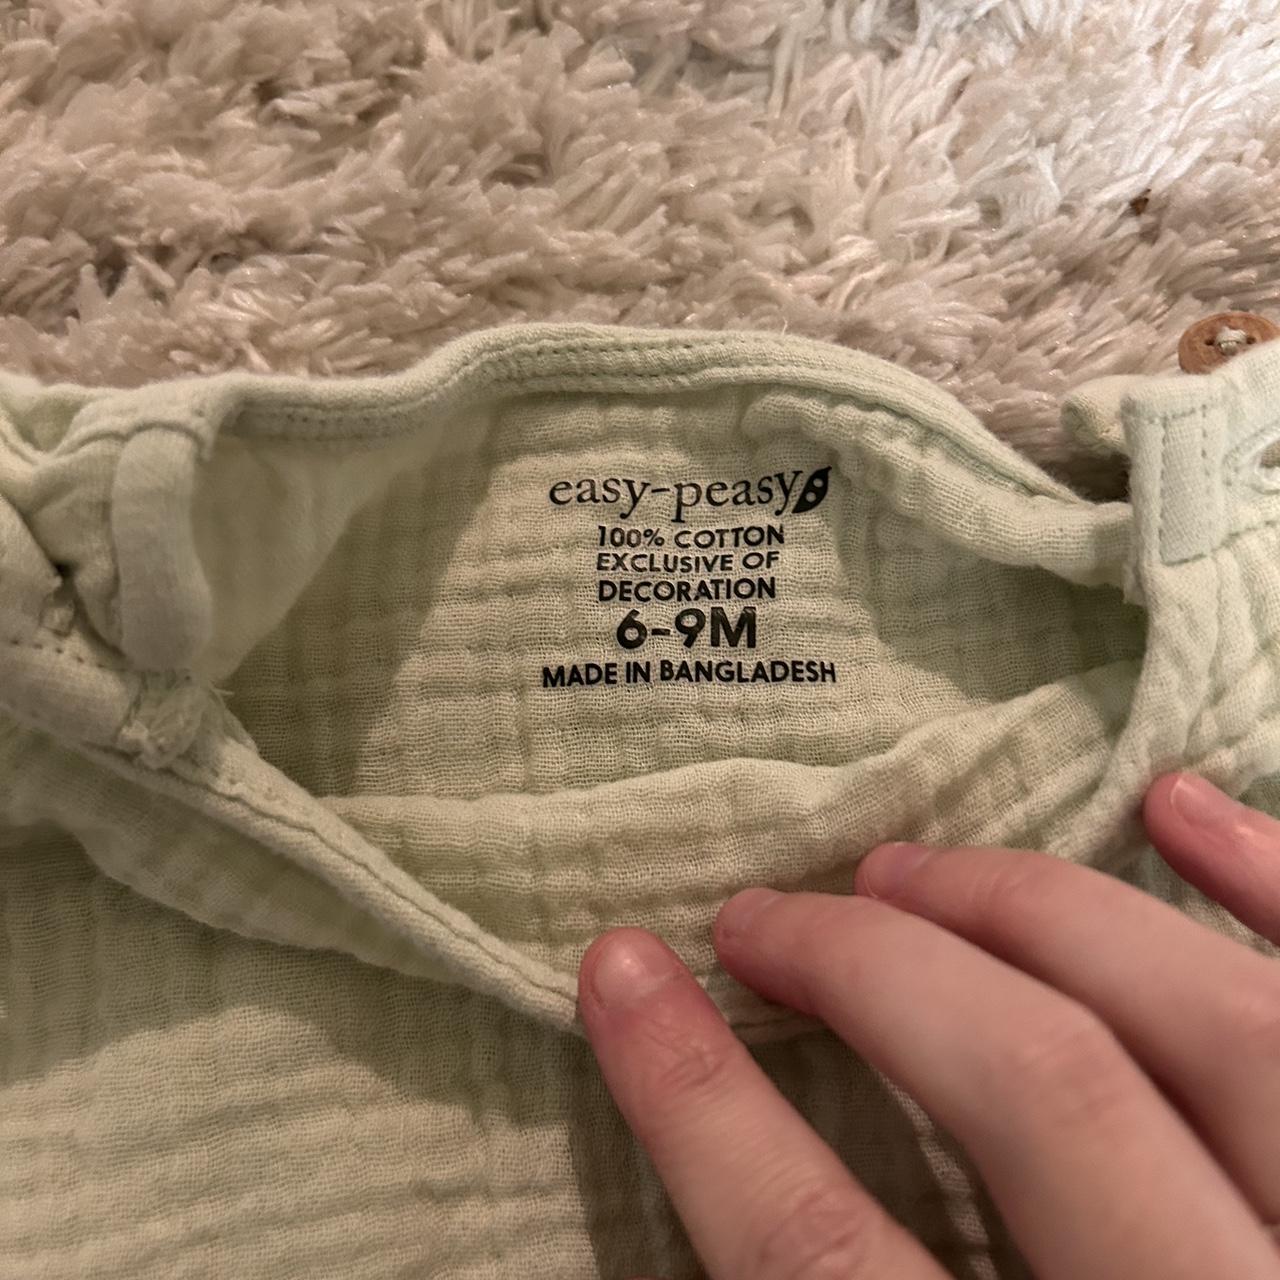 easy-peasy
100% COTTON
EXCLUSIVE OF
DECORATION
6-9M
MADE IN BANGLADESH